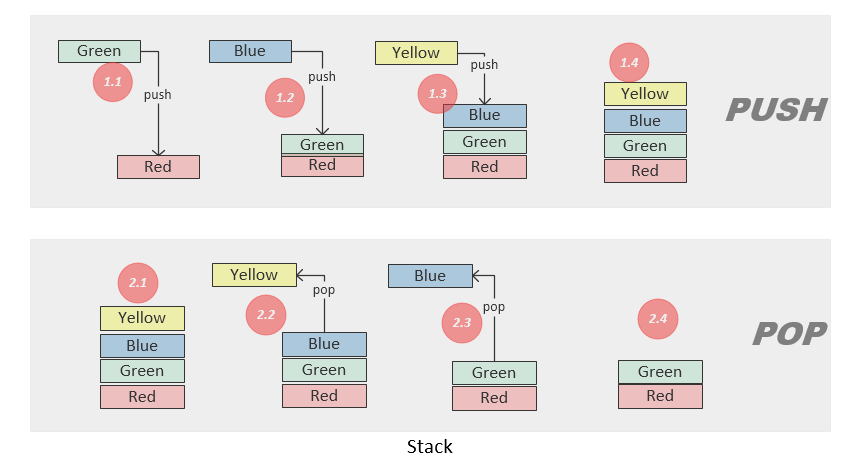 Green
1.1
push
Red
Blue
push
1.2
Green
Red
Yellow
push
1.3
Blue
Green
Red
1.4
Yellow
Blue
Green
Red
PUSH
2.1
Yellow
Blue
Green
Red
Yellow
pop
2.2
Blue
Green
Red
Blue
pop
2.3
Green
Red
2.4
Green
Red
POP
Stack